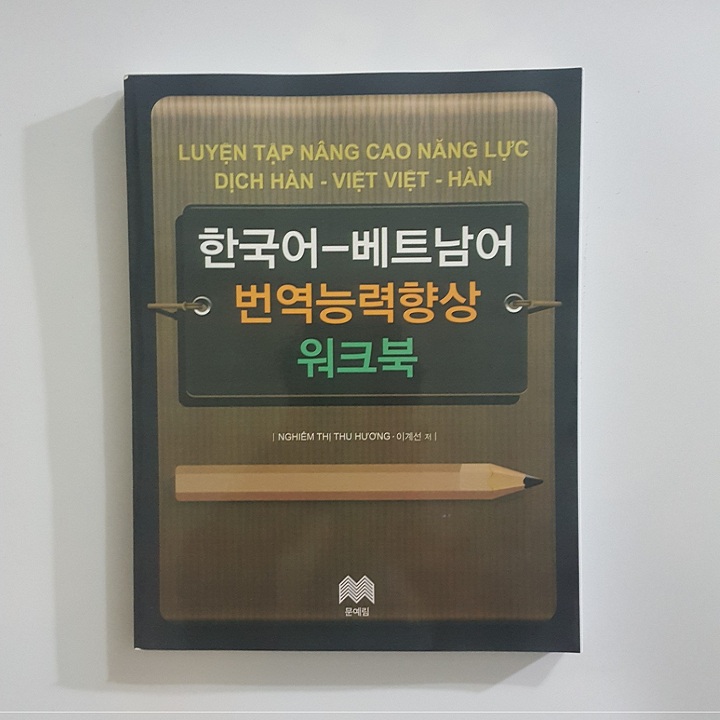 LUYỆN TẬP NÂNG CAO NĂNG LỰC
DỊCH HÀN - VIỆT VIỆT - HÀN
한국어-베트남어
번역능력향상
워크북
| NGHIÊM THỊ THU HƯƠNG · 이계선 저 |
문예림